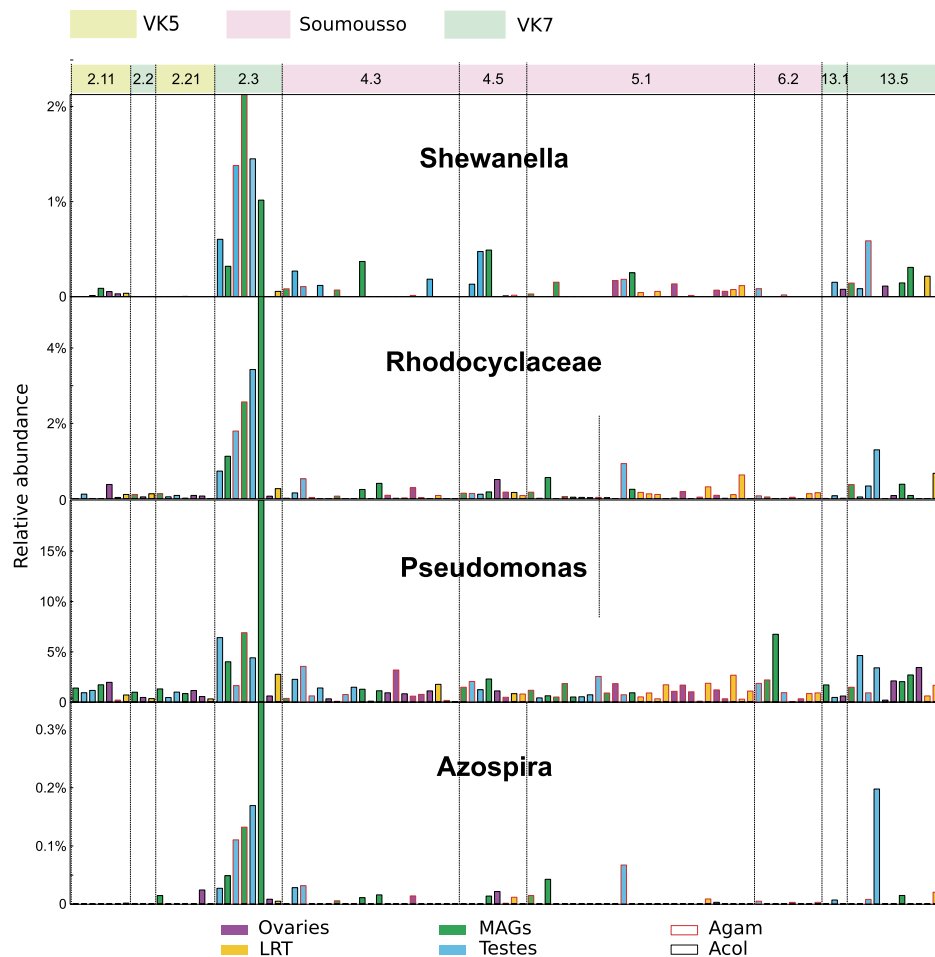 VK5 Soumousso VK7
2.11 2.2 2.21 2.3 4.3 4.5 5.1 6.2 13.1 13.5
2%
Shewanella
1%
0
Rhodocyclaceae
4%
2%
0
Relative abundance
15%
Pseudomonas
10%
5%
0
0.3%
Azospira
0.2%
0.1%
0
Ovaries MAGs Agam
LRT Testes Acol